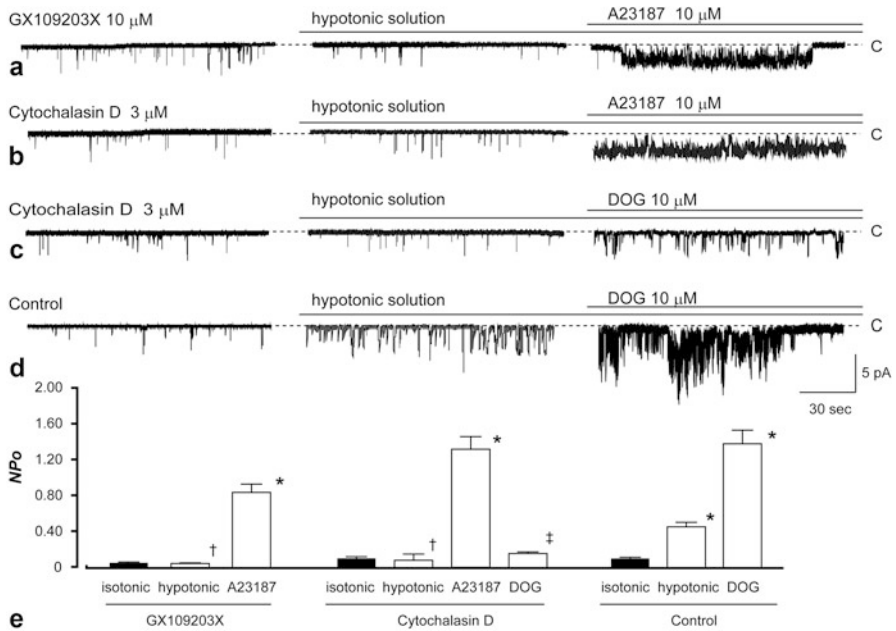 GX109203X 10 μM
hypotonic solution
A23187 10 μM
C
a
Cytochalasin D 3 μM
hypotonic solution
A23187 10 μM
C
b
Cytochalasin D 3 μM
hypotonic solution
DOG 10 μM
C
c
Control
hypotonic solution
DOG 10 μM
C
d
5 pA
30 sec
NPo
2.00
1.60
1.20
0.80
0.40
0
†
*
†
*
‡
*
*
isotonic hypotonic A23187
isotonic hypotonic A23187 DOG
isotonic hypotonic DOG
GX109203X
Cytochalasin D
Control
e